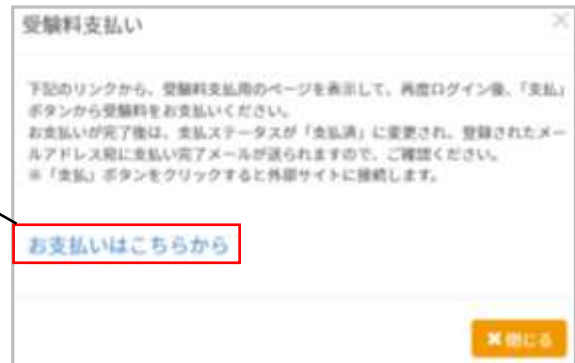 受験料支払い
下記のリンクから、受験料支払用のページを表示して、再度ログイン後、「支払」
ボタンから受験料をお支払いください。
お支払いが完了後は、支払ステータスが「支払済」に変更され、登録されたメー
ルアドレス宛に支払い完了メールが送られますので、ご確認ください。
※「支払」ボタンをクリックすると外部サイトに接続します。
お支払いはこちらから
✖閉じる